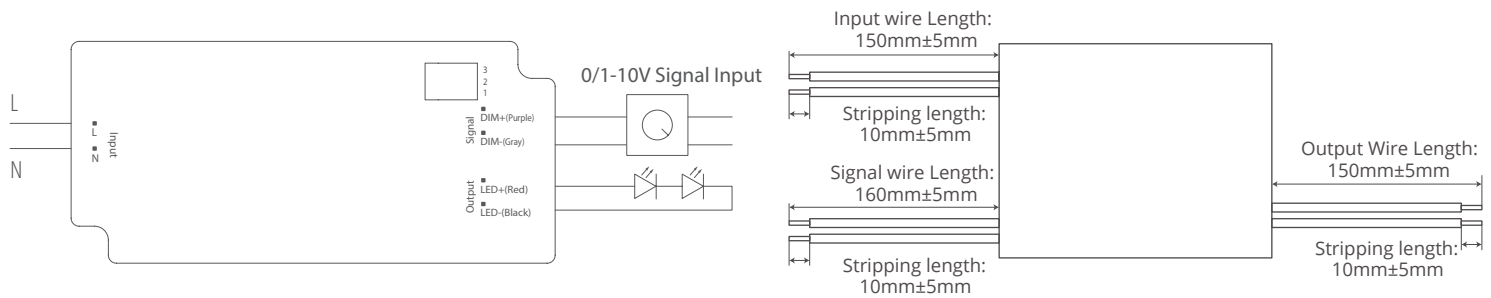 L
N
L
N
Input
3
2
1
Signal
DIM+(Purple)
DIM-(Gray)
Output
LED+(Red)
LED-(Black)
0/1-10V Signal Input
Input wire Length:
150mm±5mm
Stripping length:
10mm±5mm
Signal wire Length:
160mm±5mm
Stripping length:
10mm±5mm
Output Wire Length:
150mm±5mm
Stripping length:
10mm±5mm